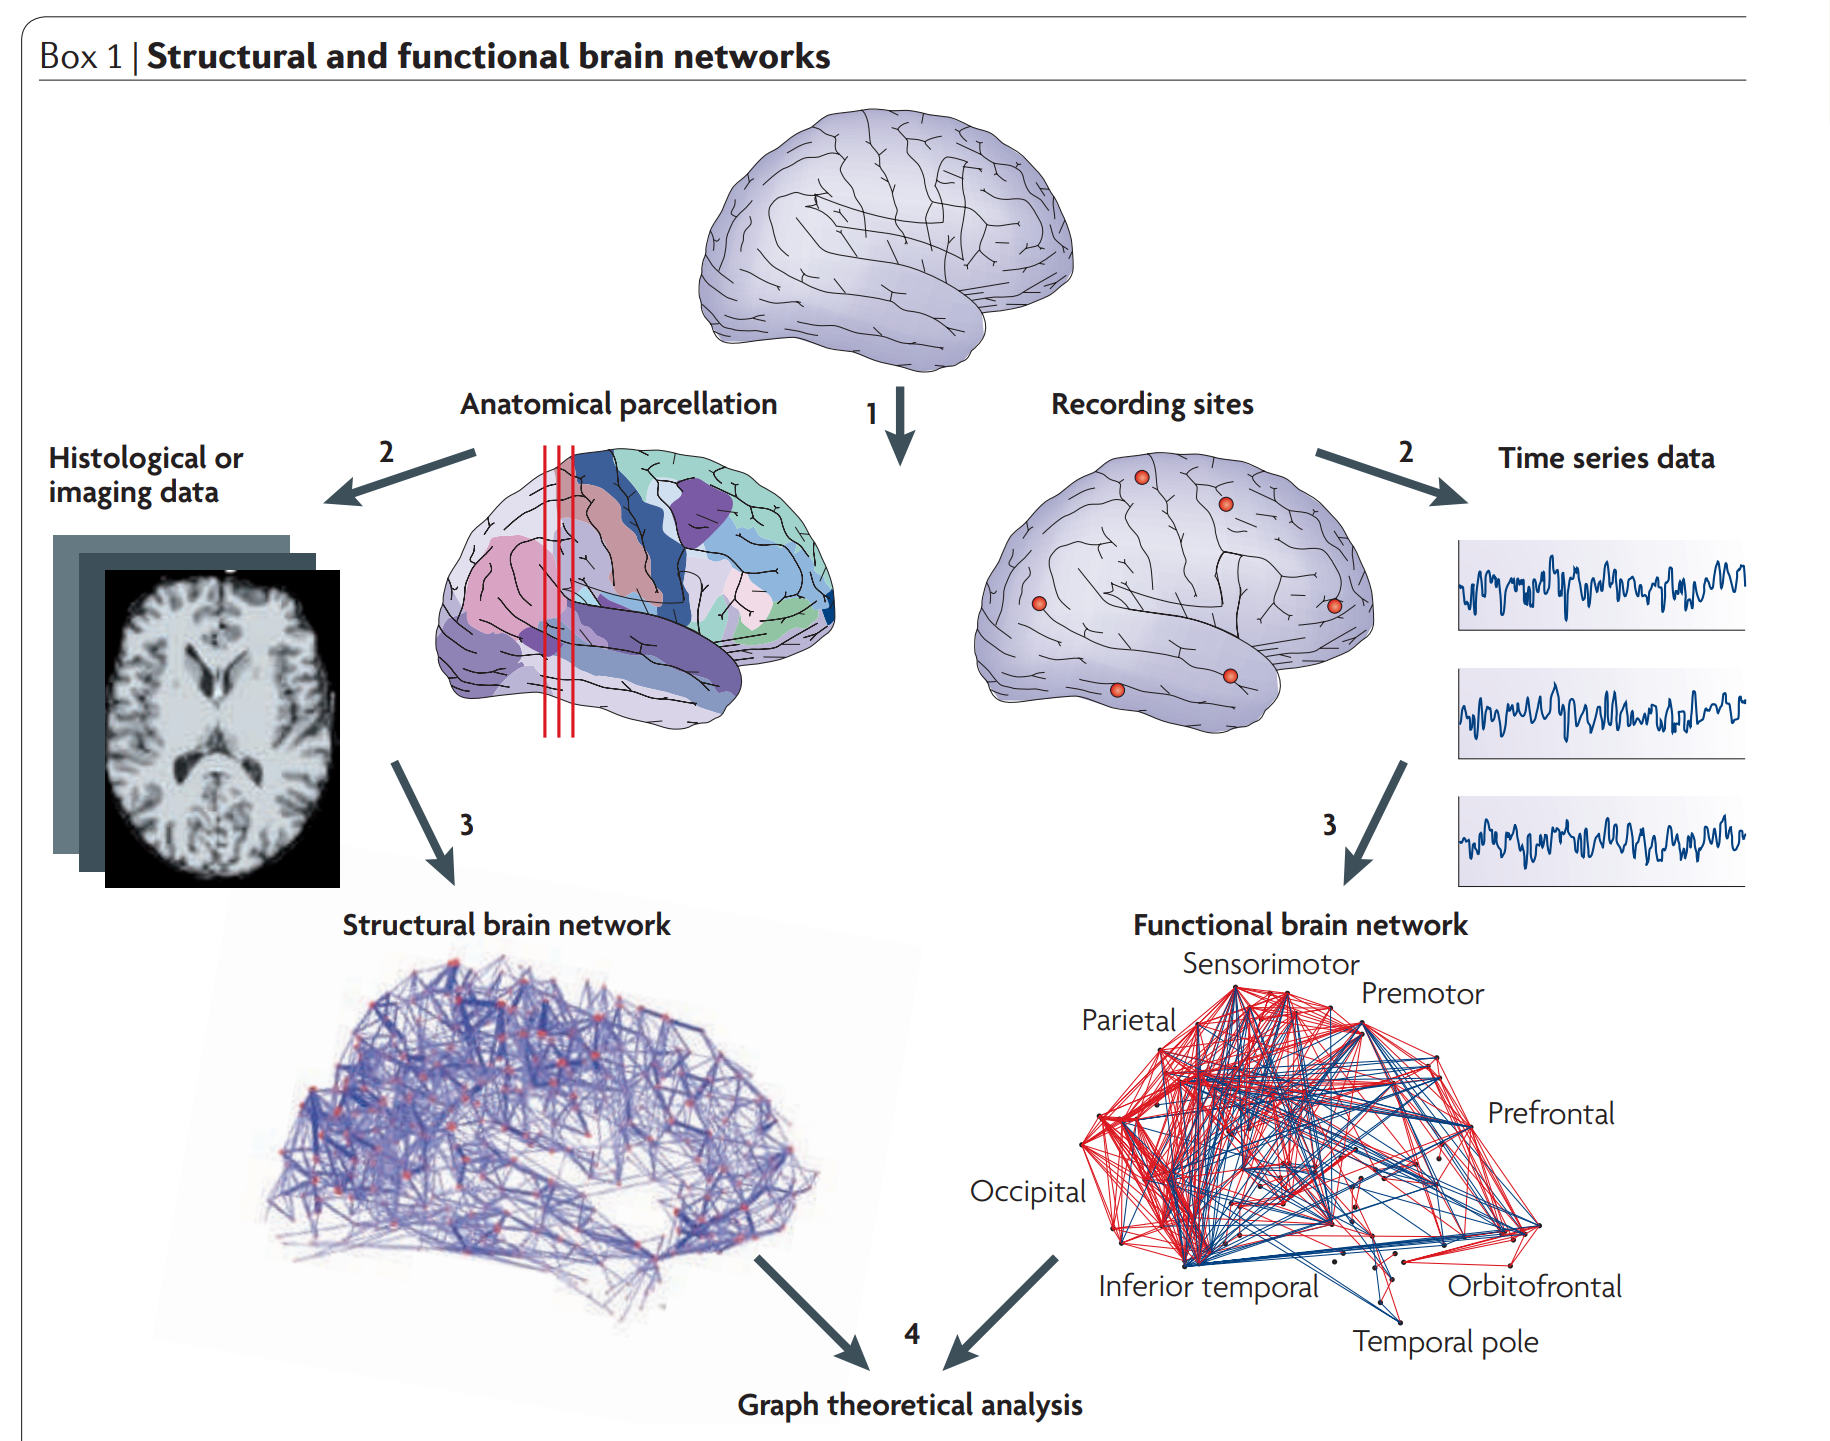 Box 1 | Structural and functional brain networks
Anatomical parcellation
1
Recording sites
Histological or
imaging data
2
2
Time series data
3
3
Structural brain network
Functional brain network
Sensorimotor
Premotor
Parietal
Prefrontal
Occipital
Inferior temporal
Orbitofrontal
Temporal pole
4
Graph theoretical analysis